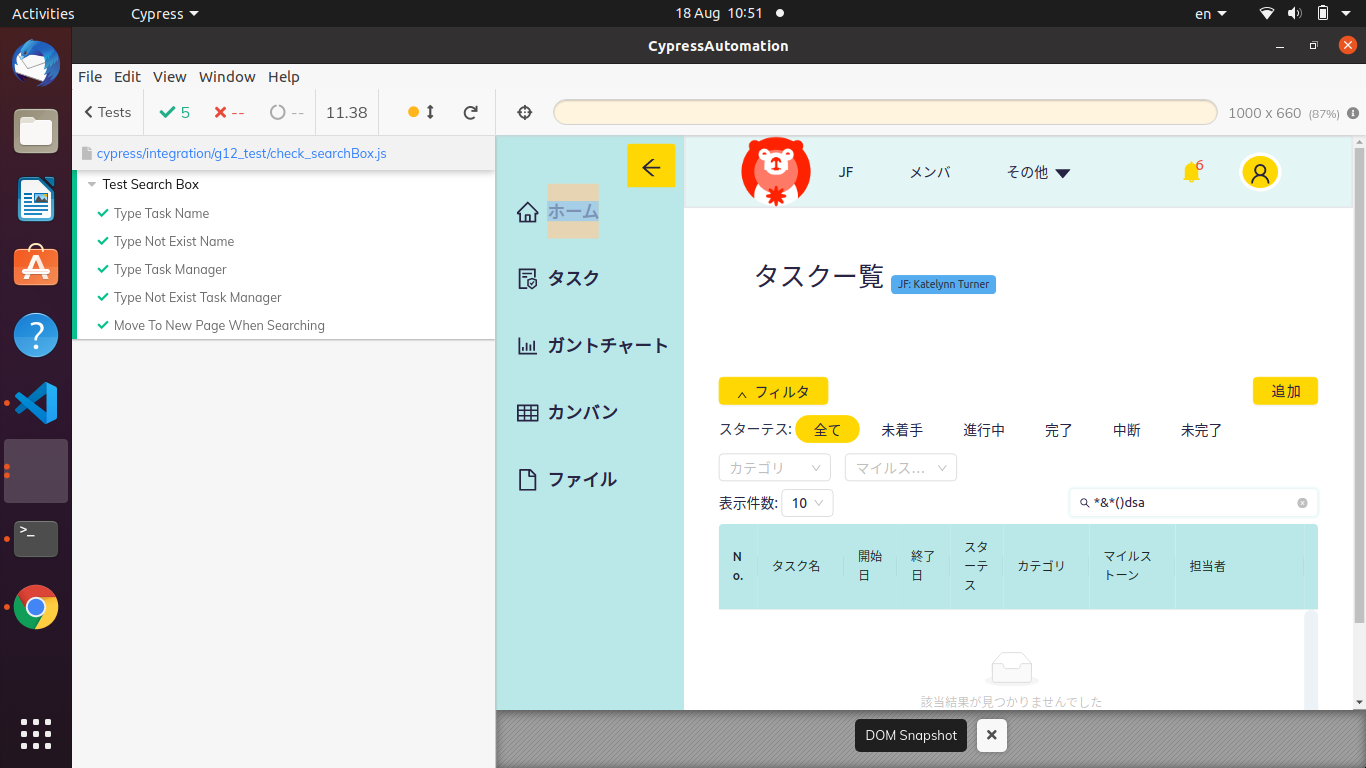 Activities
Cypress
18 Aug 10:51
en
CypressAutomation
File Edit View Window Help
Tests
5
--
--
11.38
1000 x 660 (87%)
cypress/integration/g12_test/check_searchBox.js
Test Search Box
Type Task Name
Type Not Exist Name
Type Task Manager
Type Not Exist Task Manager
Move To New Page When Searching
ホーム
タスク
ガントチャート
カンバン
ファイル
JF
メンバ
その他
6
タスク一覧
JF: Katelynn Turner
フィルタ
追加
スターテス: 全て 未着手 進行中 完了 中断 未完了
カテゴリ
マイルス...
表示件数: 10
*&*()dsa
N
o.
タスク名
開始
日
終了
日
スタ
ーテ
ス
カテゴリ
マイルス
トーン
担当者
該当結果が見つかりませんでした
DOM Snapshot